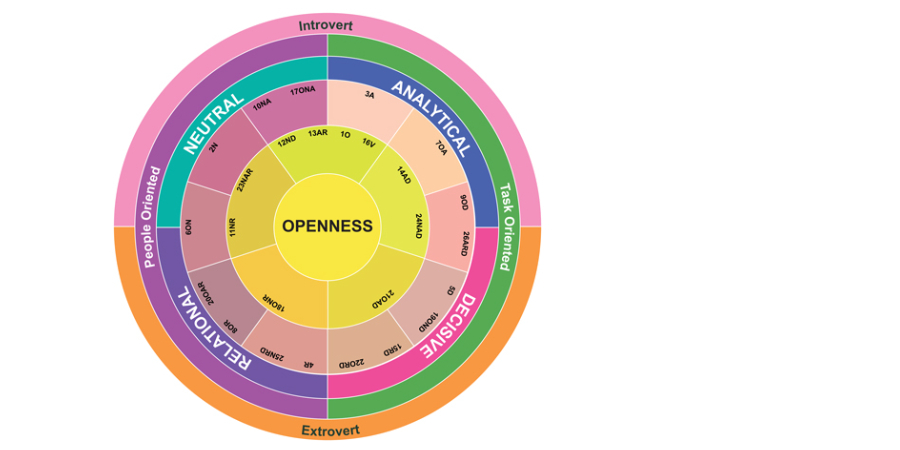 Introvert
NEUTRAL
ANALYTICAL
People Oriented
Task Oriented
10NA
17ONA
3A
7OA
2N
12ND
13AR
1O
16V
14AD
23NAR
9OD
6ON
11NR
OPENNESS
24NAD
26ARD
20OAR
18ONR
21OAD
5D
19OND
8OR
25NRD
4R
22ORD
15RD
RELATIONAL
DECISIVE
Extrovert